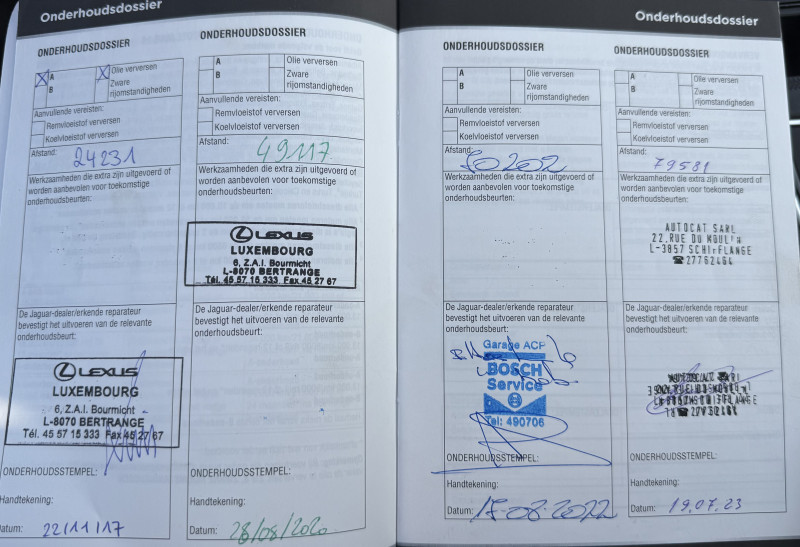 Onderhoudsdossier
ONDERHOUDSDOSSIER
A
B
Olie verversen
Zware
rijomstandigheden
Aanvullende vereisten:
Remvloeistof verversen
Koelvloeistof verversen
Afstand:
24231
Werkzaamheden die extra zijn uitgevoerd of
worden aanbevolen voor toekomstige
onderhoudsbeurten:
De Jaguar-dealer/erkende reparateur
bevestigt het uitvoeren van de relevante
onderhoudsbeurt:
LEXUS
LUXEMBOURG
6, Z.A.I. Bourmicht
L-8070 BERTRANGE
Tél. 45 57 15 333 Fax 45 27 67
ONDERHOUDSSTEMPEL:
Handtekening:
Datum: 22/11/17
ONDERHOUDSDOSSIER
A
B
Olie verversen
Zware
rijomstandigheden
Aanvullende vereisten:
Remvloeistof verversen
Koelvloeistof verversen
Afstand:
49117
Werkzaamheden die extra zijn uitgevoerd of
worden aanbevolen voor toekomstige
onderhoudsbeurten:
LEXUS
LUXEMBOURG
6, Z.A.I. Bourmicht
L-8070 BERTRANGE
Tél. 45 57 15 333 Fax 45 27 67
De Jaguar-dealer/erkende reparateur
bevestigt het uitvoeren van de relevante
onderhoudsbeurt:
ONDERHOUDSSTEMPEL:
Handtekening:
Datum: 28/08/2020
Onderhoudsdossier
ONDERHOUDSDOSSIER
A
B
Olie verversen
Zware
rijomstandigheden
Aanvullende vereisten:
Remvloeistof verversen
Koelvloeistof verversen
Afstand:
Werkzaamheden die extra zijn uitgevoerd of
worden aanbevolen voor toekomstige
onderhoudsbeurten:
De Jaguar-dealer/erkende reparateur
bevestigt het uitvoeren van de relevante
onderhoudsbeurt:
Garage ACP
BOSCH
Service
Tel: 490706
ONDERHOUDSSTEMPEL:
Handtekening:
Datum: 17-08-2022
ONDERHOUDSDOSSIER
A
B
Olie verversen
Zware
rijomstandigheden
Aanvullende vereisten:
Remvloeistof verversen
Koelvloeistof verversen
Afstand:
79581
Werkzaamheden die extra zijn uitgevoerd of
worden aanbevolen voor toekomstige
onderhoudsbeurten:
AUTOCAT SARL
22.RUE DU MOULIN
L-3857 SCHIFFLANGE
☎27762464
De Jaguar-dealer/erkende reparateur
bevestigt het uitvoeren van de relevante
onderhoudsbeurt:
ONDERHOUDSSTEMPEL:
Handtekening:
Datum: 19.07.23